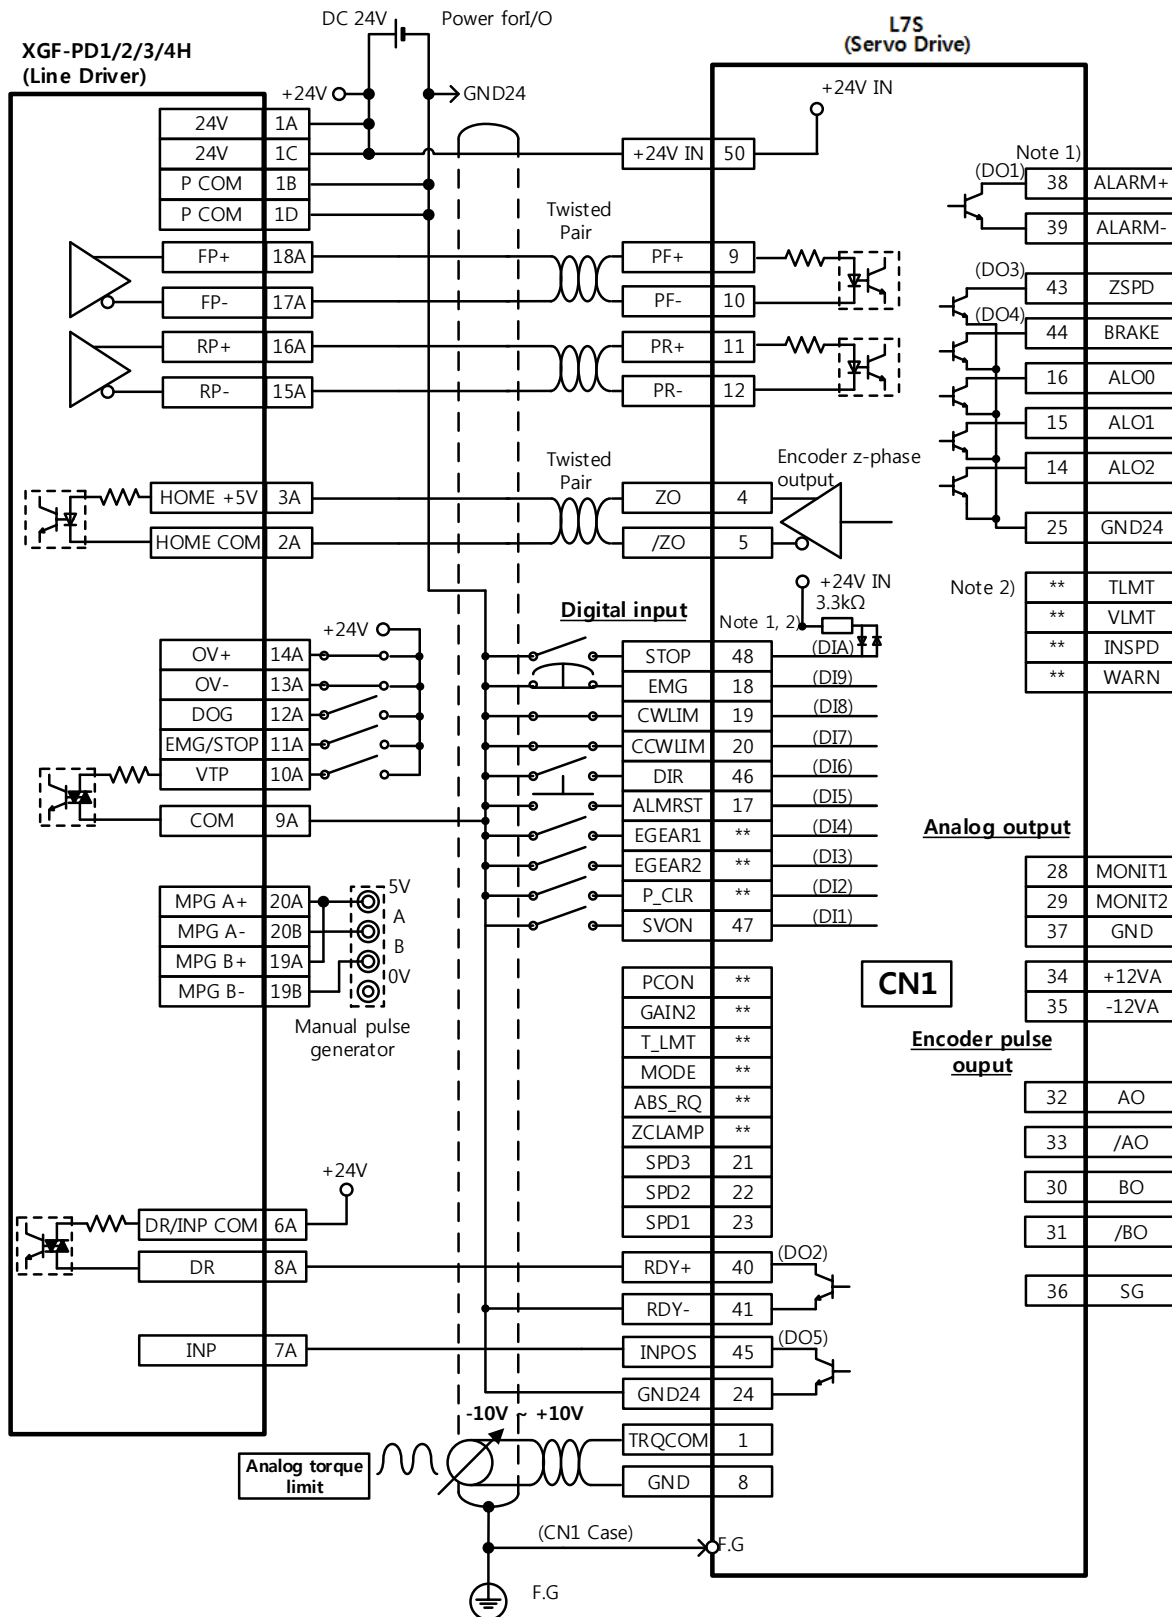 DC 24V
Power forI/O
XGF-PD1/2/3/4H
(Line Driver)
L7S
(Servo Drive)
+24V
GND24
+24V IN
24V 1A
24V 1C
P COM 1B
P COM 1D
+24V IN 50
Note 1)
(DO1)
38 ALARM+
39 ALARM-
Twisted
Pair
FP+ 18A
FP- 17A
RP+ 16A
RP- 15A
PF+ 9
PF- 10
PR+ 11
PR- 12
(DO3)
43 ZSPD
(DO4)
44 BRAKE
16 ALO0
15 ALO1
14 ALO2
25 GND24
Twisted
Pair
Encoder z-phase
output
HOME +5V 3A
HOME COM 2A
ZO 4
/ZO 5
+24V IN
3.3kΩ
Note 2)
** TLMT
** VLMT
** INSPD
** WARN
Digital input
Note 1, 2)
+24V
OV+ 14A
OV- 13A
DOG 12A
EMG/STOP 11A
VTP 10A
COM 9A
STOP 48 (DIA)
EMG 18 (DI9)
CWLIM 19 (DI8)
CCWLIM 20 (DI7)
DIR 46 (DI6)
ALMRST 17 (DI5)
EGEAR1 ** (DI4)
EGEAR2 ** (DI3)
P_CLR ** (DI2)
SVON 47 (DI1)
Analog output
28 MONIT1
29 MONIT2
37 GND
34 +12VA
35 -12VA
MPG A+ 20A
MPG A- 20B
MPG B+ 19A
MPG B- 19B
5V
A
B
0V
Manual pulse
generator
CN1
PCON **
GAIN2 **
T_LMT **
MODE **
ABS_RQ **
ZCLAMP **
SPD3 21
SPD2 22
SPD1 23
Encoder pulse
ouput
32 AO
33 /AO
30 BO
31 /BO
36 SG
+24V
DR/INP COM 6A
DR 8A
INP 7A
RDY+ 40
(DO2)
RDY- 41
INPOS 45
(DO5)
GND24 24
-10V ~ +10V
Analog torque
limit
TRQCOM 1
GND 8
(CN1 Case)
F.G
F.G